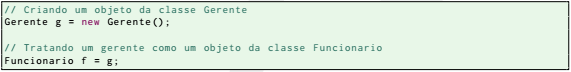 // Criando um objeto da classe Gerente
Gerente g = new Gerente();
// Tratando um gerente como um objeto da classe Funcionario
Funcionario f = g;